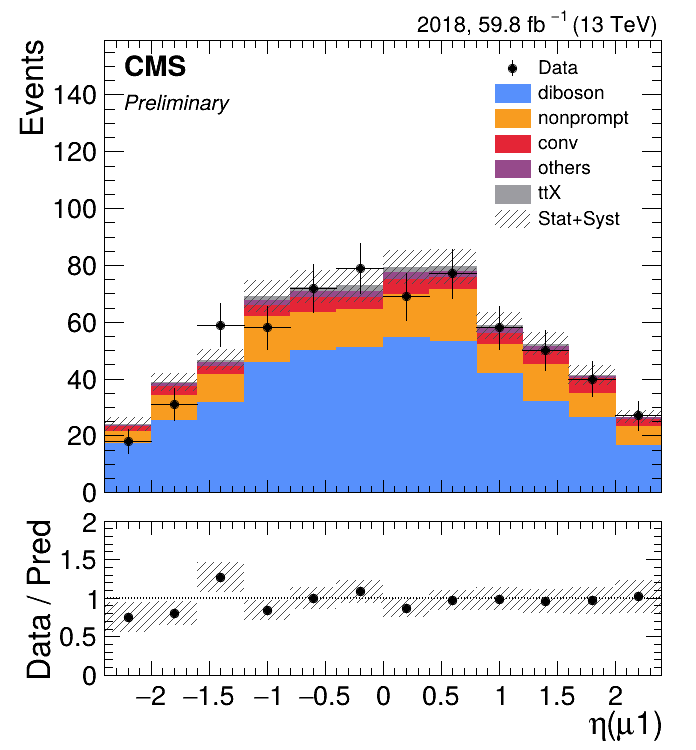 2018, 59.8 fb⁻¹ (13 TeV)
CMS
Preliminary
Events
Data
diboson
nonprompt
conv
others
ttX
Stat+Syst
140
120
100
80
60
40
20
0
Data / Pred
2
1.5
1
0.5
0
−2 −1.5 −1 −0.5 0 0.5 1 1.5 2
η(μ1)